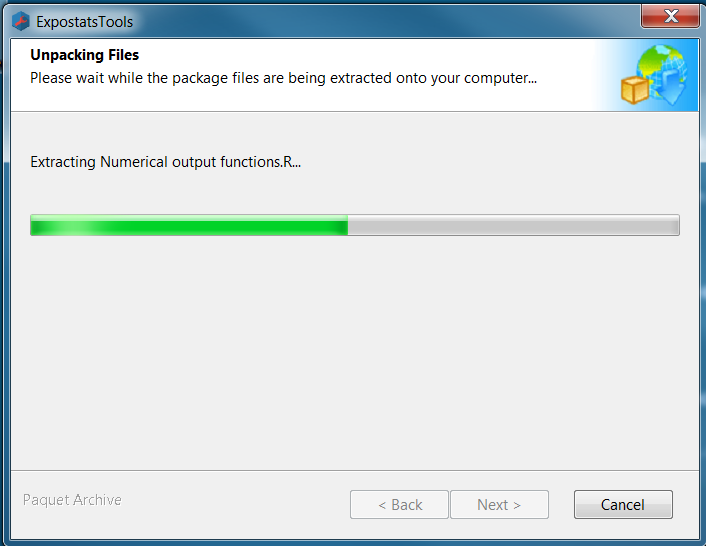 ExpostatsTools
Unpacking Files
Please wait while the package files are being extracted onto your computer...
Extracting Numerical output functions.R...
Paquet Archive
< Back
Next >
Cancel